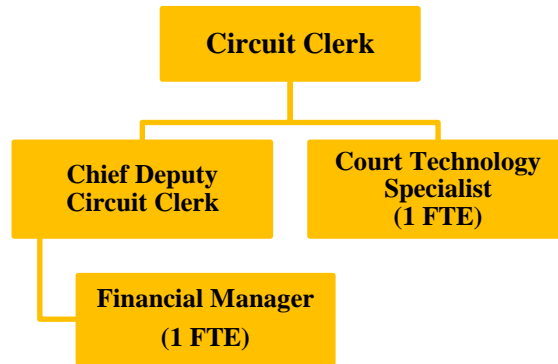 Circuit Clerk
Chief Deputy
Circuit Clerk
Court Technology
Specialist
(1 FTE)
Financial Manager
(1 FTE)